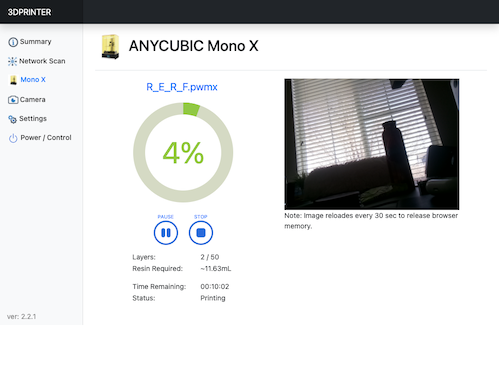 3DPRINTER
Summary
Network Scan
Mono X
Camera
Settings
Power / Control
ver: 2.2.1
ANYCUBIC Mono X
R_E_R_F.pwmx
4%
PAUSE STOP
Layers: 2 / 50
Resin Required: ~11.63mL
Time Remaining: 00:10:02
Status: Printing
Note: Image reloades every 30 sec to release browser
memory.